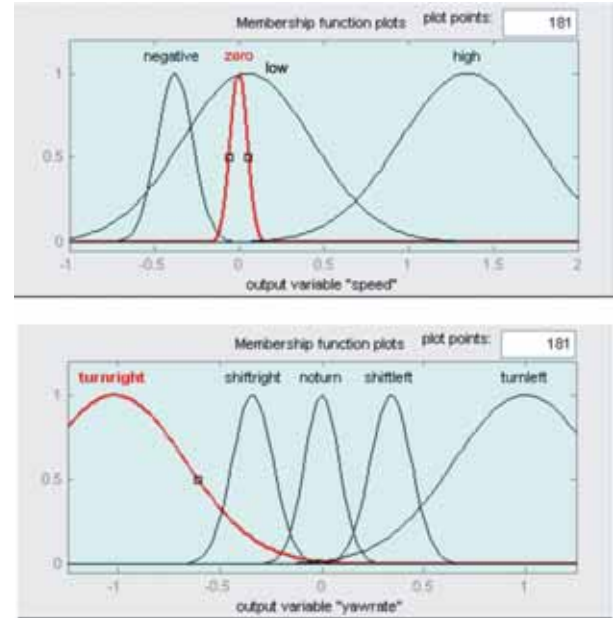 Membership function plots plot points: 181
negative zero low high
1
0.5
0
-1 -0.5 0 0.5 1 1.5 2
output variable "speed"
Membership function plots plot points: 181
turnright shiftright noturn shiftleft turnleft
1
0.5
0
-1 -0.5 0 0.5 1
output variable "yawrate"